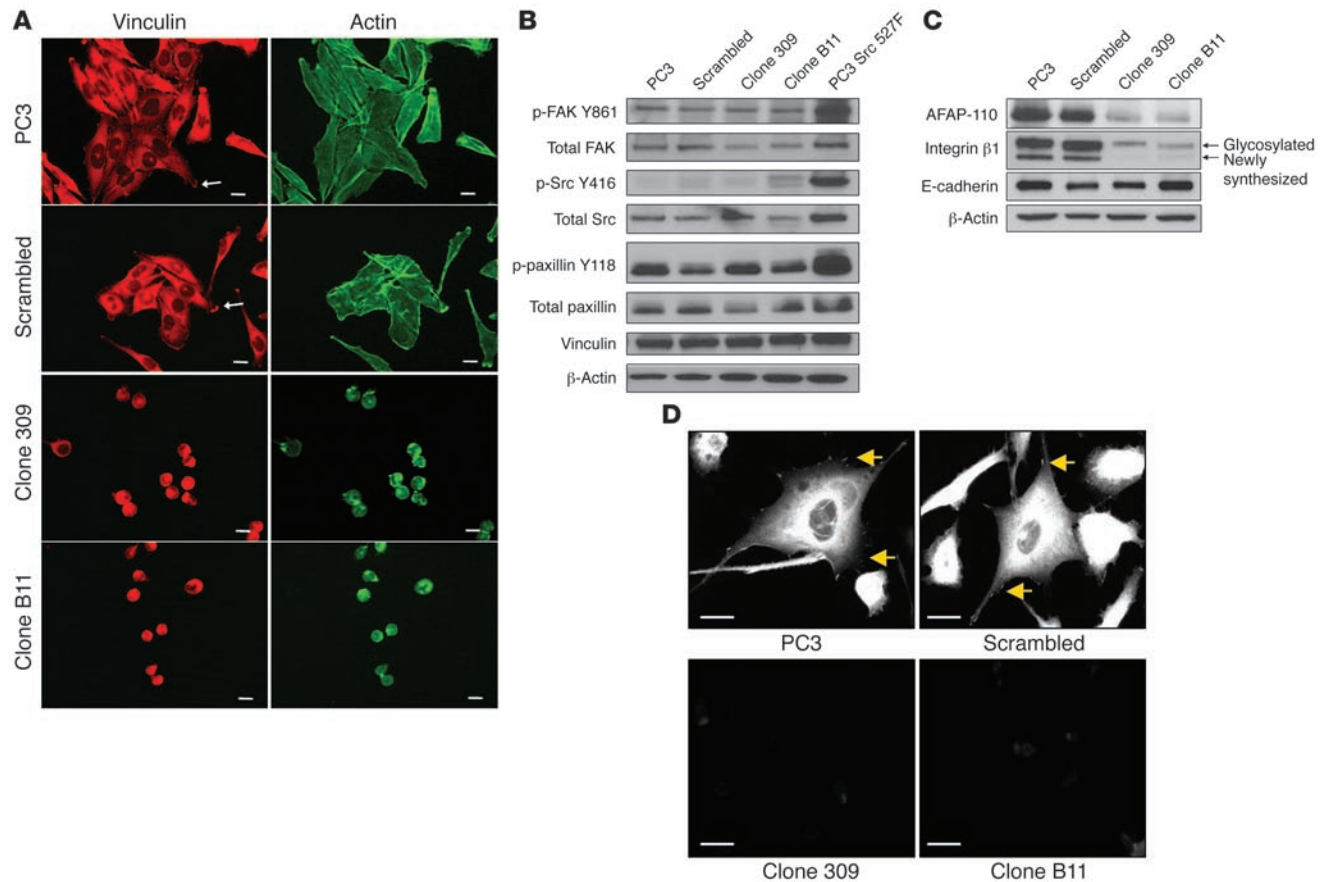 A
Vinculin Actin
PC3
Scrambled
Clone 309
Clone B11
B
PC3 Scrambled Clone 309 Clone B11 PC3 Src 527F
p-FAK Y861
Total FAK
p-Src Y416
Total Src
p-paxillin Y118
Total paxillin
Vinculin
β-Actin
C
PC3 Scrambled Clone 309 Clone B11
AFAP-110
Integrin β1
Glycosylated
Newly
synthesized
E-cadherin
β-Actin
D
PC3 Scrambled
Clone 309 Clone B11